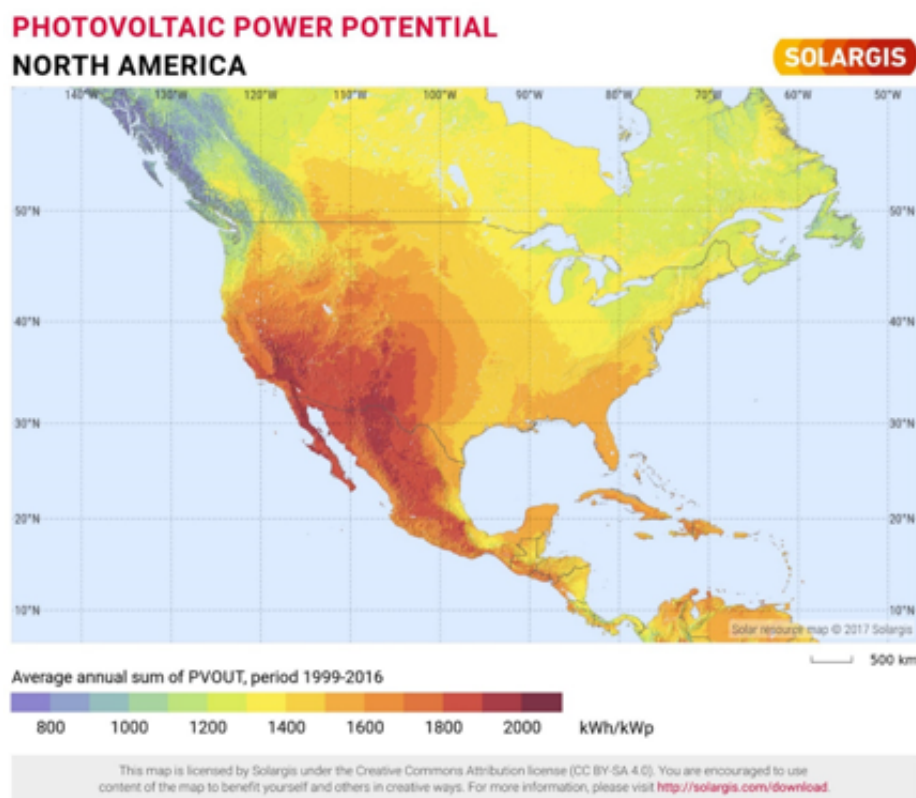 PHOTOVOLTAIC POWER POTENTIAL
NORTH AMERICA
SOLARGIS
140°W 130°W 120°W 110°W 100°W 90°W 80°W 70°W 60°W 50°W
50°N 50°N
40°N 40°N
30°N 30°N
20°N 20°N
10°N 10°N
Solar resource map © 2017 Solargis
500 km
Average annual sum of PVOUT, period 1999-2016
800 1000 1200 1400 1600 1800 2000 kWh/kWp
This map is licensed by Solargis under the Creative Commons Attribution license (CC BY-SA 4.0). You are encouraged to use
content of the map to benefit yourself and others in creative ways. For more information, please visit http://solargis.com/download.